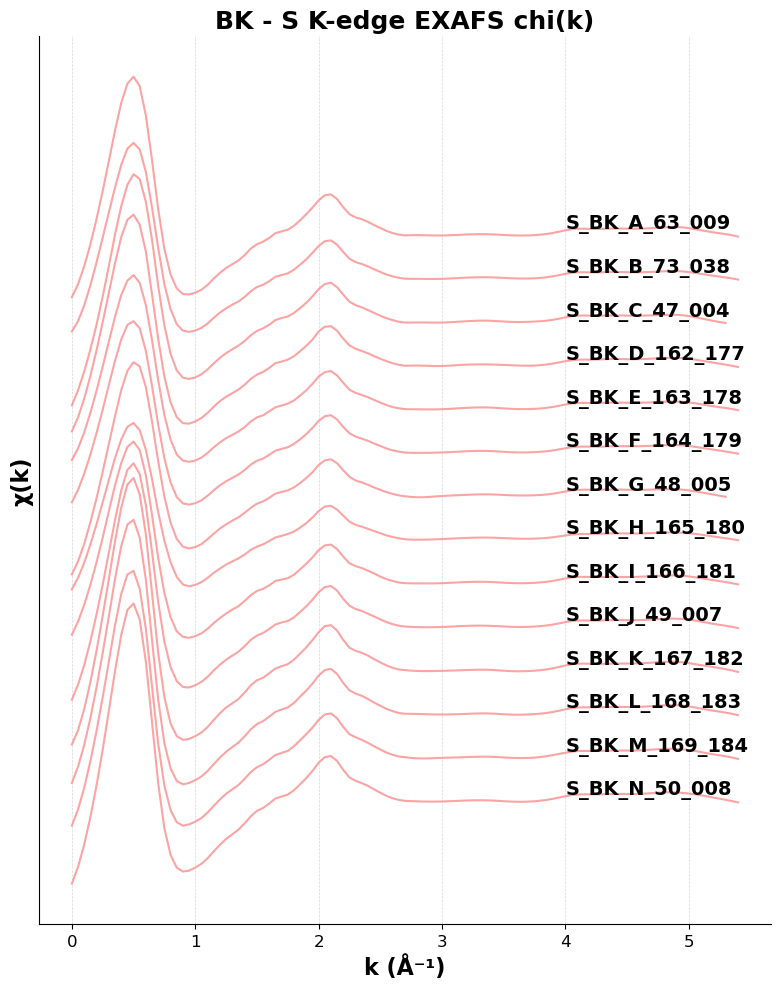 BK - S K-edge EXAFS chi(k)
S_BK_A_63_009
S_BK_B_73_038
S_BK_C_47_004
S_BK_D_162_177
S_BK_E_163_178
S_BK_F_164_179
S_BK_G_48_005
S_BK_H_165_180
S_BK_I_166_181
S_BK_J_49_007
S_BK_K_167_182
S_BK_L_168_183
S_BK_M_169_184
S_BK_N_50_008
χ(k)
0 1 2 3 4 5
k (Å⁻¹)